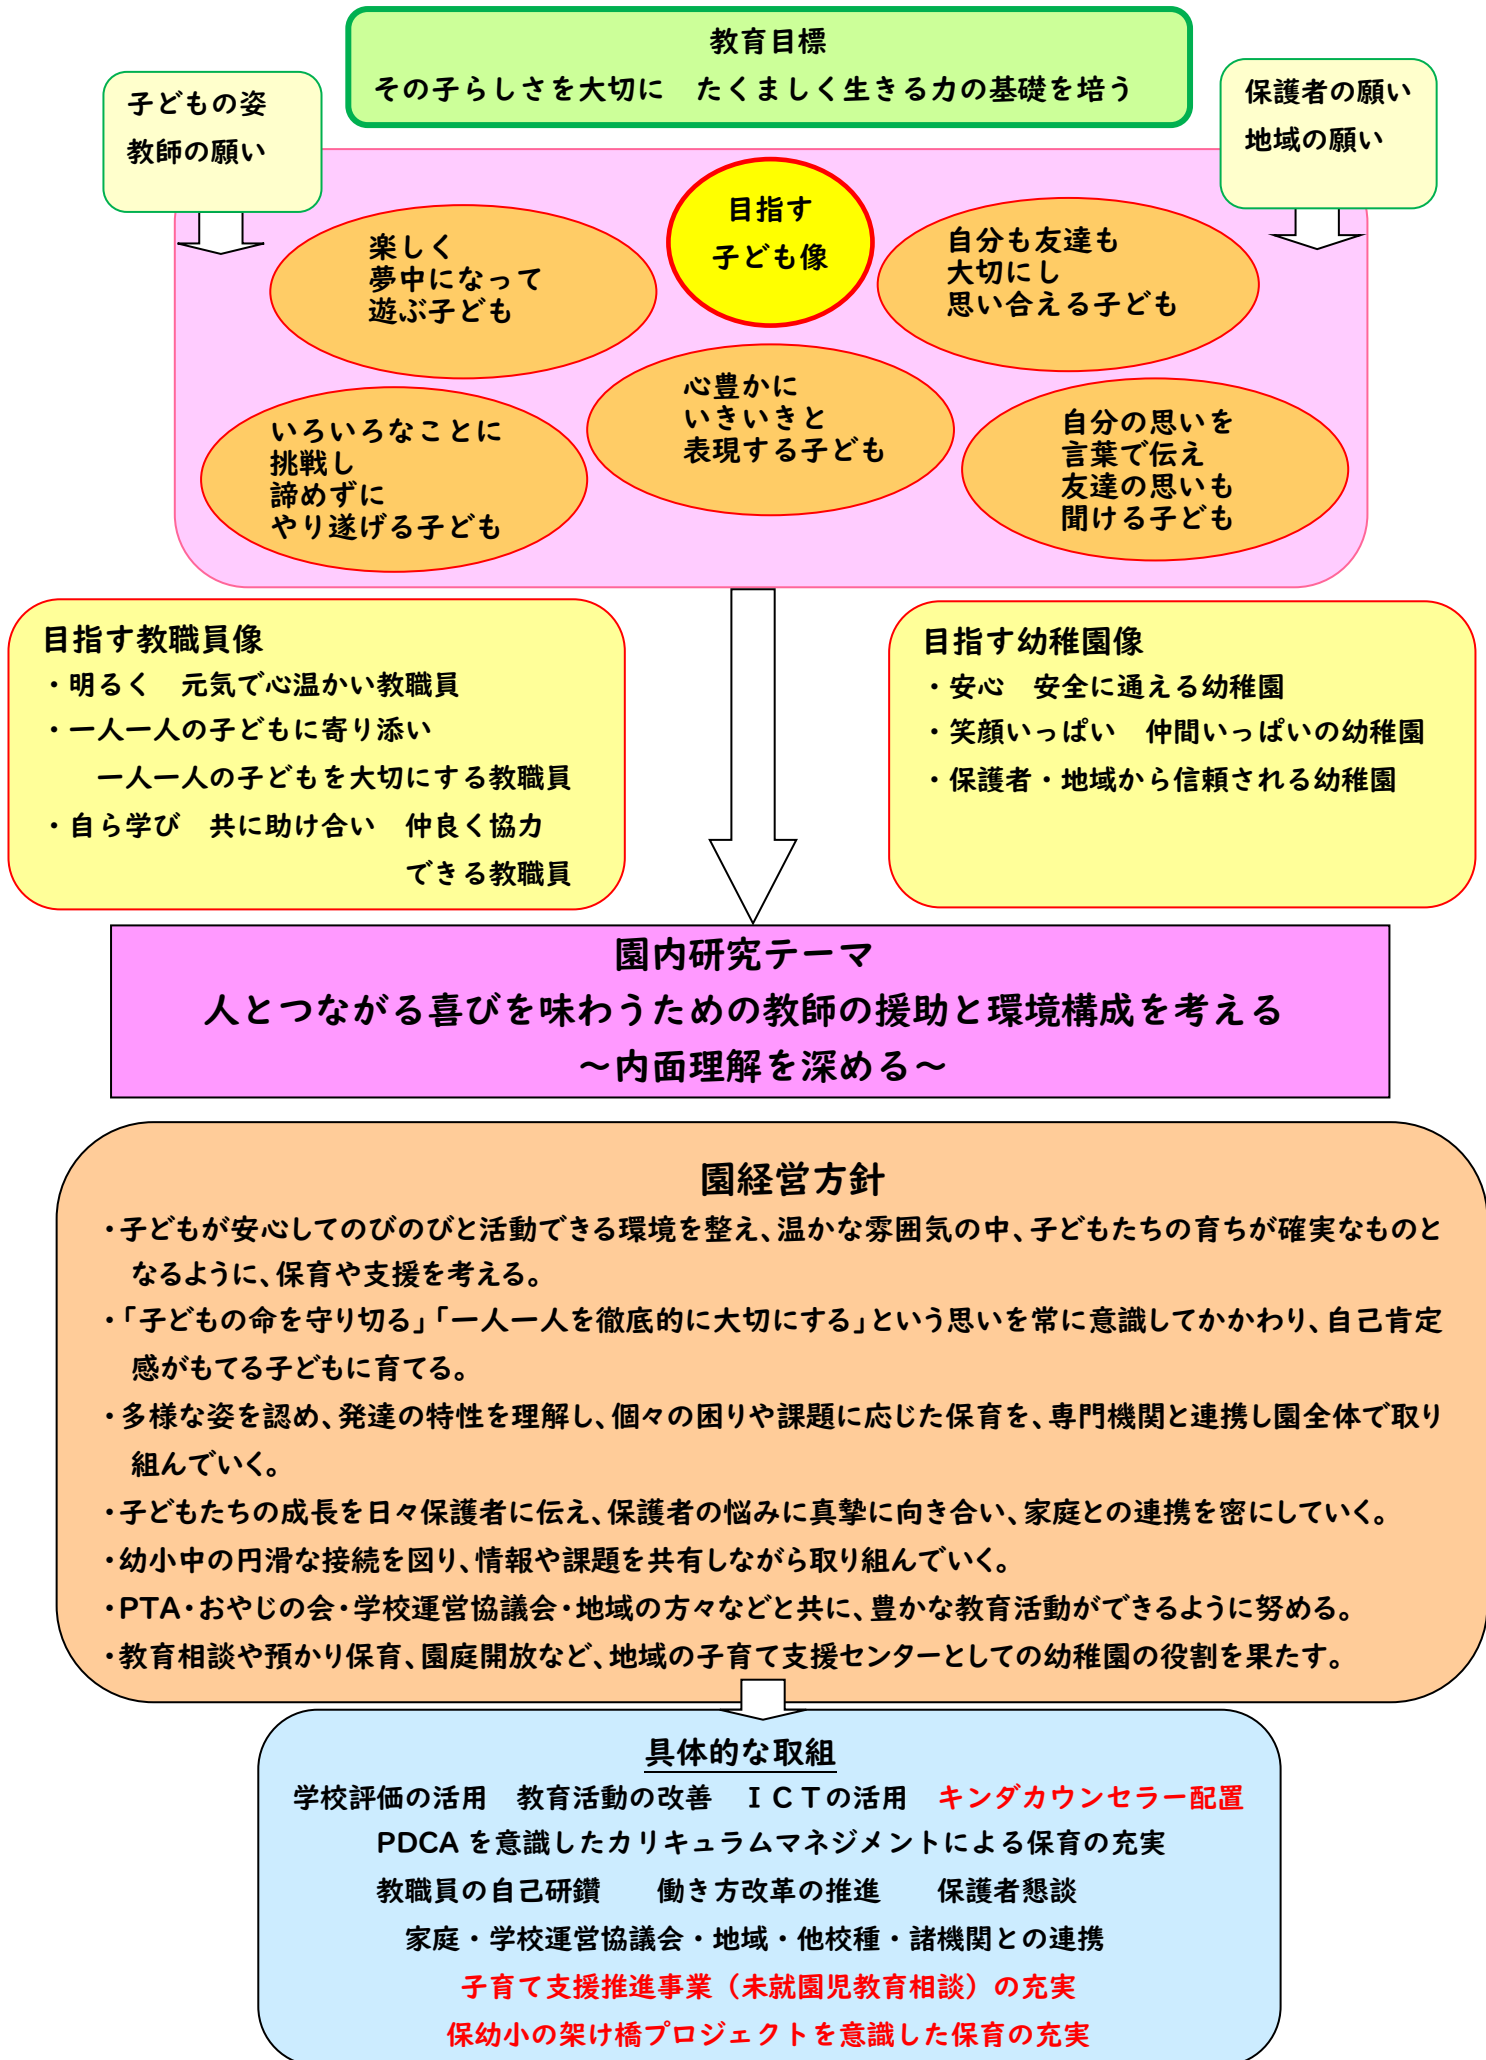 教育目標
その子らしさを大切に　たくましく生きる力の基礎を培う
子どもの姿
教師の願い
保護者の願い
地域の願い
目指す
子ども像
楽しく
夢中になって
遊ぶ子ども
自分も友達も
大切にし
思い合える子ども
いろいろなことに
挑戦し
諦めずに
やり遂げる子ども
心豊かに
いきいきと
表現する子ども
自分の思いを
言葉で伝え
友達の思いも
聞ける子ども
目指す教職員像
・明るく　元気で心温かい教職員
・一人一人の子どもに寄り添い
一人一人の子どもを大切にする教職員
・自ら学び　共に助け合い　仲良く協力
できる教職員
目指す幼稚園像
・安心　安全に通える幼稚園
・笑顔いっぱい　仲間いっぱいの幼稚園
・保護者・地域から信頼される幼稚園
園内研究テーマ
人とつながる喜びを味わうための教師の援助と環境構成を考える
～内面理解を深める～
園経営方針
・子どもが安心してのびのびと活動できる環境を整え、温かな雰囲気の中、子どもたちの育ちが確実なものと
なるように、保育や支援を考える。
・「子どもの命を守り切る」「一人一人を徹底的に大切にする」という思いを常に意識してかかわり、自己肯定
感がもてる子どもに育てる。
・多様な姿を認め、発達の特性を理解し、個々の困りや課題に応じた保育を、専門機関と連携し園全体で取り
組んでいく。
・子どもたちの成長を日々保護者に伝え、保護者の悩みに真摯に向き合い、家庭との連携を密にしていく。
・幼小中の円滑な接続を図り、情報や課題を共有しながら取り組んでいく。
・PTA・おやじの会・学校運営協議会・地域の方々などと共に、豊かな教育活動ができるように努める。
・教育相談や預かり保育、園庭開放など、地域の子育て支援センターとしての幼稚園の役割を果たす。
具体的な取組
学校評価の活用　教育活動の改善　ＩＣＴの活用　キンダカウンセラー配置
PDCA を意識したカリキュラムマネジメントによる保育の充実
教職員の自己研鑽　　働き方改革の推進　　保護者懇談
家庭・学校運営協議会・地域・他校種・諸機関との連携
子育て支援推進事業（未就園児教育相談）の充実
保幼小の架け橋プロジェクトを意識した保育の充実